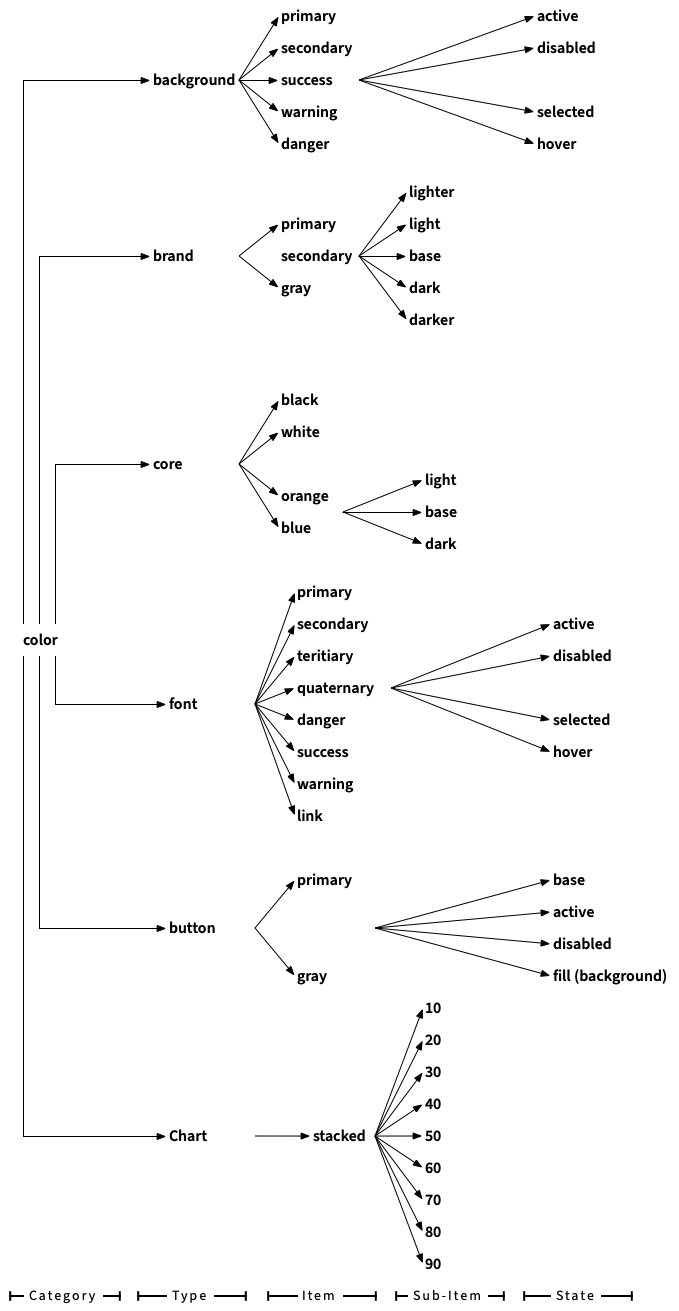 primary
active
secondary
disabled
background
success
warning
selected
danger
hover
lighter
primary
light
brand
secondary
base
gray
dark
darker
black
white
core
light
orange
base
blue
dark
primary
secondary
active
color
teritiary
disabled
quaternary
font
danger
selected
success
hover
warning
link
primary
base
active
button
disabled
gray
fill (background)
10
20
30
40
Chart
stacked
50
60
70
80
90
Category
Type
Item
Sub-Item
State